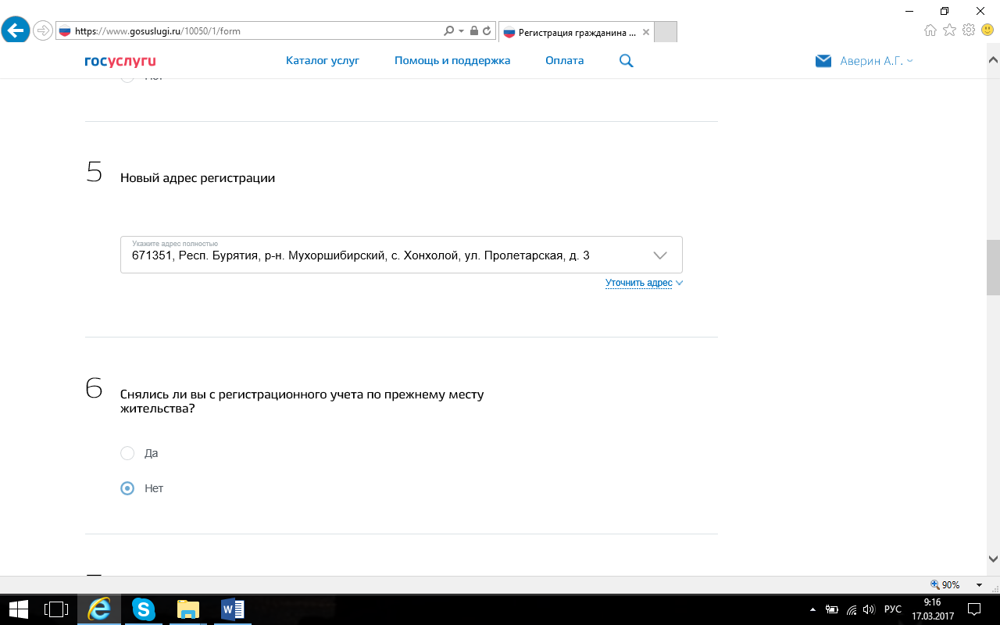 https://www.gosuslugi.ru/10050/1/form
Регистрация гражданина ...
госуслуги
Каталог услуг
Помощь и поддержка
Оплата
Аверин А.Г.
5
Новый адрес регистрации
Укажите адрес полностью
671351, Респ. Бурятия, р-н. Мухоршибирский, с. Хонхолой, ул. Пролетарская, д. 3
Уточнить адрес
6
Снялись ли вы с регистрационного учета по прежнему месту
жительства?
Да
Нет
90%
РУС
9:16
17.03.2017